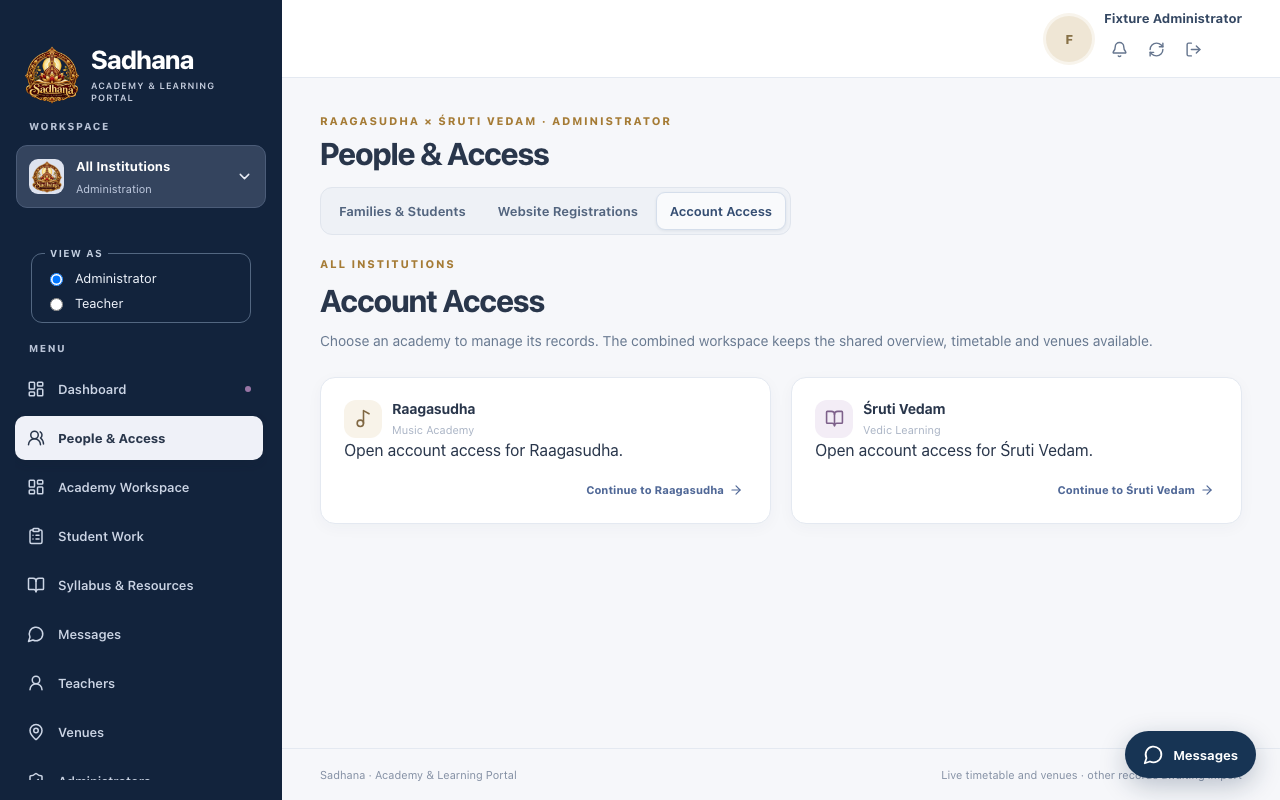 Sadhana
ACADEMY & LEARNING
PORTAL
Sadhana
WORKSPACE
All Institutions
Administration
VIEW AS
Administrator
Teacher
MENU
Dashboard
People & Access
Academy Workspace
Student Work
Syllabus & Resources
Messages
Teachers
Venues
Administrators
Fixture Administrator
F
RAAGASUDHA × ŚRUTI VEDAM · ADMINISTRATOR
People & Access
Families & Students
Website Registrations
Account Access
ALL INSTITUTIONS
Account Access
Choose an academy to manage its records. The combined workspace keeps the shared overview, timetable and venues available.
Raagasudha
Music Academy
Open account access for Raagasudha.
Continue to Raagasudha
Śruti Vedam
Vedic Learning
Open account access for Śruti Vedam.
Continue to Śruti Vedam
Sadhana · Academy & Learning Portal
Live timetable and venues · other records awaiting import
Messages